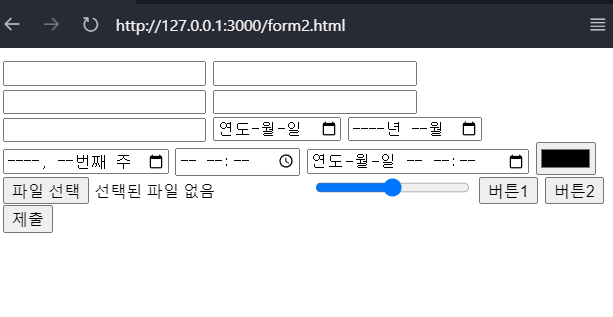 http://127.0.0.1:3000/form2.html
연도-월-일 ----년 --월
----, --번째 주 -- --:-- 연도-월-일 -- --:--
파일 선택 선택된 파일 없음 버튼1 버튼2
제출